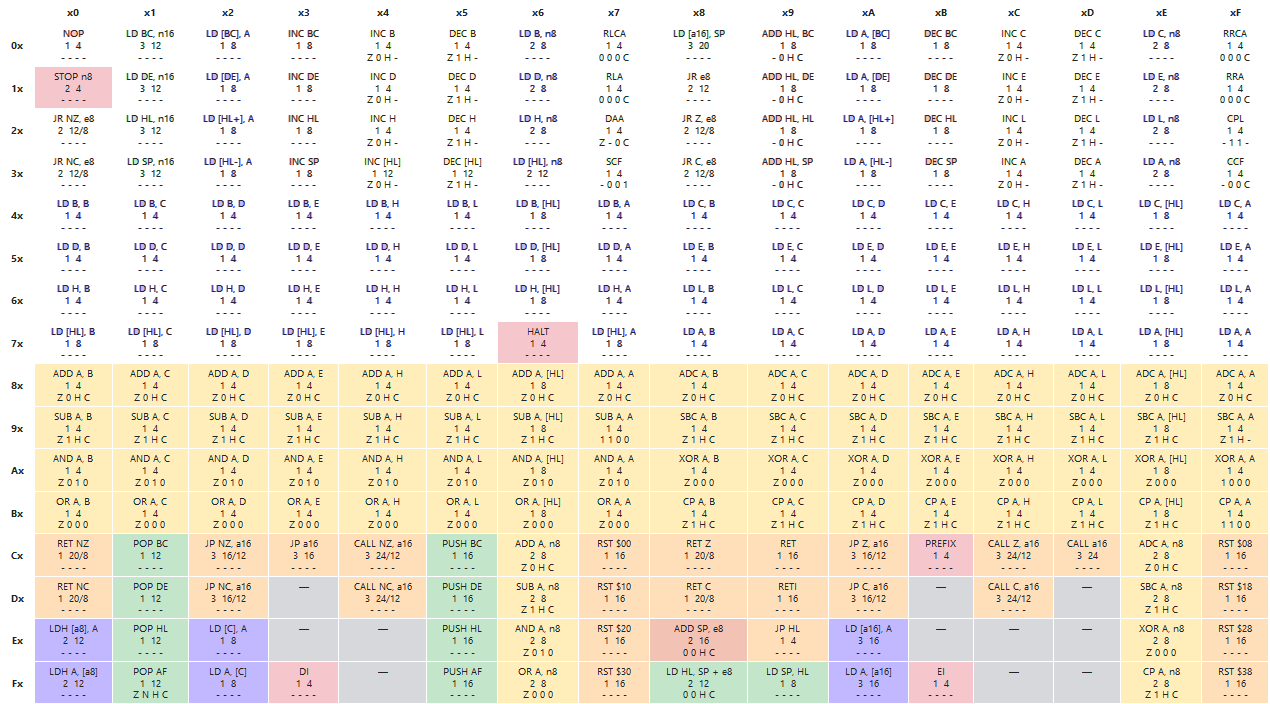 x0 x1 x2 x3 x4 x5 x6 x7 x8 x9 xA xB xC xD xE xF
NOP LD BC, n16 LD [BC], A INC BC INC B DEC B LD B, n8 RLCA LD [a16], SP ADD HL, BC LD A, [BC] DEC BC INC C DEC C LD C, n8 RRCA
0x 1 4 3 12 1 8 1 8 1 4 1 4 2 8 1 4 3 20 1 8 1 8 1 8 1 4 1 4 2 8 1 4
- - - - - - - - - - - - - - - - Z 0 H - Z 1 H - - - - - 0 0 0 C - - - - - 0 H C - - - - - - - - Z 0 H - Z 1 H - - - - - 0 0 0 C
STOP n8 LD DE, n16 LD [DE], A INC DE INC D DEC D LD D, n8 RLA JR e8 ADD HL, DE LD A, [DE] DEC DE INC E DEC E LD E, n8 RRA
1x 2 4 3 12 1 8 1 8 1 4 1 4 2 8 1 4 2 12 1 8 1 8 1 8 1 4 1 4 2 8 1 4
- - - - - - - - - - - - - - - - Z 0 H - Z 1 H - - - - - 0 0 0 C - - - - - 0 H C - - - - - - - - Z 0 H - Z 1 H - - - - - 0 0 0 C
JR NZ, e8 LD HL, n16 LD [HL+], A INC HL INC H DEC H LD H, n8 DAA JR Z, e8 ADD HL, HL LD A, [HL+] DEC HL INC L DEC L LD L, n8 CPL
2x 2 12/8 3 12 1 8 1 8 1 4 1 4 2 8 1 4 2 12/8 1 8 1 8 1 8 1 4 1 4 2 8 1 4
- - - - - - - - - - - - - - - - Z 0 H - Z 1 H - - - - - Z - 0 C - - - - - 0 H C - - - - - - - - Z 0 H - Z 1 H - - - - - - 1 1 -
JR NC, e8 LD SP, n16 LD [HL-], A INC SP INC [HL] DEC [HL] LD [HL], n8 SCF JR C, e8 ADD HL, SP LD A, [HL-] DEC SP INC A DEC A LD A, n8 CCF
3x 2 12/8 3 12 1 8 1 8 1 12 1 12 2 12 1 4 2 12/8 1 8 1 8 1 8 1 4 1 4 2 8 1 4
- - - - - - - - - - - - - - - - Z 0 H - Z 1 H - - - - - - 0 0 1 - - - - - 0 H C - - - - - - - - Z 0 H - Z 1 H - - - - - - 0 0 C
LD B, B LD B, C LD B, D LD B, E LD B, H LD B, L LD B, [HL] LD B, A LD C, B LD C, C LD C, D LD C, E LD C, H LD C, L LD C, [HL] LD C, A
4x 1 4 1 4 1 4 1 4 1 4 1 4 1 8 1 4 1 4 1 4 1 4 1 4 1 4 1 4 1 8 1 4
- - - - - - - - - - - - - - - - - - - - - - - - - - - - - - - - - - - - - - - - - - - - - - - - - - - - - - - - - - - - - - - -
LD D, B LD D, C LD D, D LD D, E LD D, H LD D, L LD D, [HL] LD D, A LD E, B LD E, C LD E, D LD E, E LD E, H LD E, L LD E, [HL] LD E, A
5x 1 4 1 4 1 4 1 4 1 4 1 4 1 8 1 4 1 4 1 4 1 4 1 4 1 4 1 4 1 8 1 4
- - - - - - - - - - - - - - - - - - - - - - - - - - - - - - - - - - - - - - - - - - - - - - - - - - - - - - - - - - - - - - - -
LD H, B LD H, C LD H, D LD H, E LD H, H LD H, L LD H, [HL] LD H, A LD L, B LD L, C LD L, D LD L, E LD L, H LD L, L LD L, [HL] LD L, A
6x 1 4 1 4 1 4 1 4 1 4 1 4 1 8 1 4 1 4 1 4 1 4 1 4 1 4 1 4 1 8 1 4
- - - - - - - - - - - - - - - - - - - - - - - - - - - - - - - - - - - - - - - - - - - - - - - - - - - - - - - - - - - - - - - -
LD [HL], B LD [HL], C LD [HL], D LD [HL], E LD [HL], H LD [HL], L HALT LD [HL], A LD A, B LD A, C LD A, D LD A, E LD A, H LD A, L LD A, [HL] LD A, A
7x 1 8 1 8 1 8 1 8 1 8 1 8 1 4 1 8 1 4 1 4 1 4 1 4 1 4 1 4 1 8 1 4
- - - - - - - - - - - - - - - - - - - - - - - - - - - - - - - - - - - - - - - - - - - - - - - - - - - - - - - - - - - - - - - -
ADD A, B ADD A, C ADD A, D ADD A, E ADD A, H ADD A, L ADD A, [HL] ADD A, A ADC A, B ADC A, C ADC A, D ADC A, E ADC A, H ADC A, L ADC A, [HL] ADC A, A
8x 1 4 1 4 1 4 1 4 1 4 1 4 1 8 1 4 1 4 1 4 1 4 1 4 1 4 1 4 1 8 1 4
Z 0 H C Z 0 H C Z 0 H C Z 0 H C Z 0 H C Z 0 H C Z 0 H C Z 0 H C Z 0 H C Z 0 H C Z 0 H C Z 0 H C Z 0 H C Z 0 H C Z 0 H C Z 0 H C
SUB A, B SUB A, C SUB A, D SUB A, E SUB A, H SUB A, L SUB A, [HL] SUB A, A SBC A, B SBC A, C SBC A, D SBC A, E SBC A, H SBC A, L SBC A, [HL] SBC A, A
9x 1 4 1 4 1 4 1 4 1 4 1 4 1 8 1 4 1 4 1 4 1 4 1 4 1 4 1 4 1 8 1 4
Z 1 H C Z 1 H C Z 1 H C Z 1 H C Z 1 H C Z 1 H C Z 1 H C 1 1 0 0 Z 1 H C Z 1 H C Z 1 H C Z 1 H C Z 1 H C Z 1 H C Z 1 H C Z 1 H -
AND A, B AND A, C AND A, D AND A, E AND A, H AND A, L AND A, [HL] AND A, A XOR A, B XOR A, C XOR A, D XOR A, E XOR A, H XOR A, L XOR A, [HL] XOR A, A
Ax 1 4 1 4 1 4 1 4 1 4 1 4 1 8 1 4 1 4 1 4 1 4 1 4 1 4 1 4 1 8 1 4
Z 0 1 0 Z 0 1 0 Z 0 1 0 Z 0 1 0 Z 0 1 0 Z 0 1 0 Z 0 1 0 Z 0 1 0 Z 0 0 0 Z 0 0 0 Z 0 0 0 Z 0 0 0 Z 0 0 0 Z 0 0 0 Z 0 0 0 1 0 0 0
OR A, B OR A, C OR A, D OR A, E OR A, H OR A, L OR A, [HL] OR A, A CP A, B CP A, C CP A, D CP A, E CP A, H CP A, L CP A, [HL] CP A, A
Bx 1 4 1 4 1 4 1 4 1 4 1 4 1 8 1 4 1 4 1 4 1 4 1 4 1 4 1 4 1 8 1 4
Z 0 0 0 Z 0 0 0 Z 0 0 0 Z 0 0 0 Z 0 0 0 Z 0 0 0 Z 0 0 0 Z 0 0 0 Z 1 H C Z 1 H C Z 1 H C Z 1 H C Z 1 H C Z 1 H C Z 1 H C 1 1 0 0
RET NZ POP BC JP NZ, a16 JP a16 CALL NZ, a16 PUSH BC ADD A, n8 RST $00 RET Z RET JP Z, a16 PREFIX CALL Z, a16 CALL a16 ADC A, n8 RST $08
Cx 1 20/8 1 12 3 16/12 3 16 3 24/12 1 16 2 8 1 16 1 20/8 1 16 3 16/12 1 4 3 24/12 3 24 2 8 1 16
- - - - - - - - - - - - - - - - - - - - - - - - Z 0 H C - - - - - - - - - - - - - - - - - - - - - - - - - - - - Z 0 H C - - - -
RET NC POP DE JP NC, a16 — CALL NC, a16 PUSH DE SUB A, n8 RST $10 RET C RETI JP C, a16 — CALL C, a16 — SBC A, n8 RST $18
Dx 1 20/8 1 12 3 16/12 3 24/12 1 16 2 8 1 16 1 20/8 1 16 3 16/12 3 24/12 2 8 1 16
- - - - - - - - - - - - - - - - - - - - Z 1 H C - - - - - - - - - - - - - - - - - - - - Z 1 H C - - - -
LDH [a8], A POP HL LD [C], A — — PUSH HL AND A, n8 RST $20 ADD SP, e8 JP HL LD [a16], A — — — XOR A, n8 RST $28
Ex 2 12 1 12 1 8 1 16 2 8 1 16 2 16 1 4 3 16 2 8 1 16
- - - - - - - - - - - - - - - - Z 0 1 0 - - - - 0 0 H C - - - - - - - - Z 0 0 0 - - - -
LDH A, [a8] POP AF LD A, [C] DI — PUSH AF OR A, n8 RST $30 LD HL, SP + e8 LD SP, HL LD A, [a16] EI — — CP A, n8 RST $38
Fx 2 12 1 12 1 8 1 4 1 16 2 8 1 16 2 12 1 8 3 16 1 4 2 8 1 16
- - - - Z N H C - - - - - - - - - - - - Z 0 0 0 - - - - 0 0 H C - - - - - - - - - - - - Z 1 H C - - - -